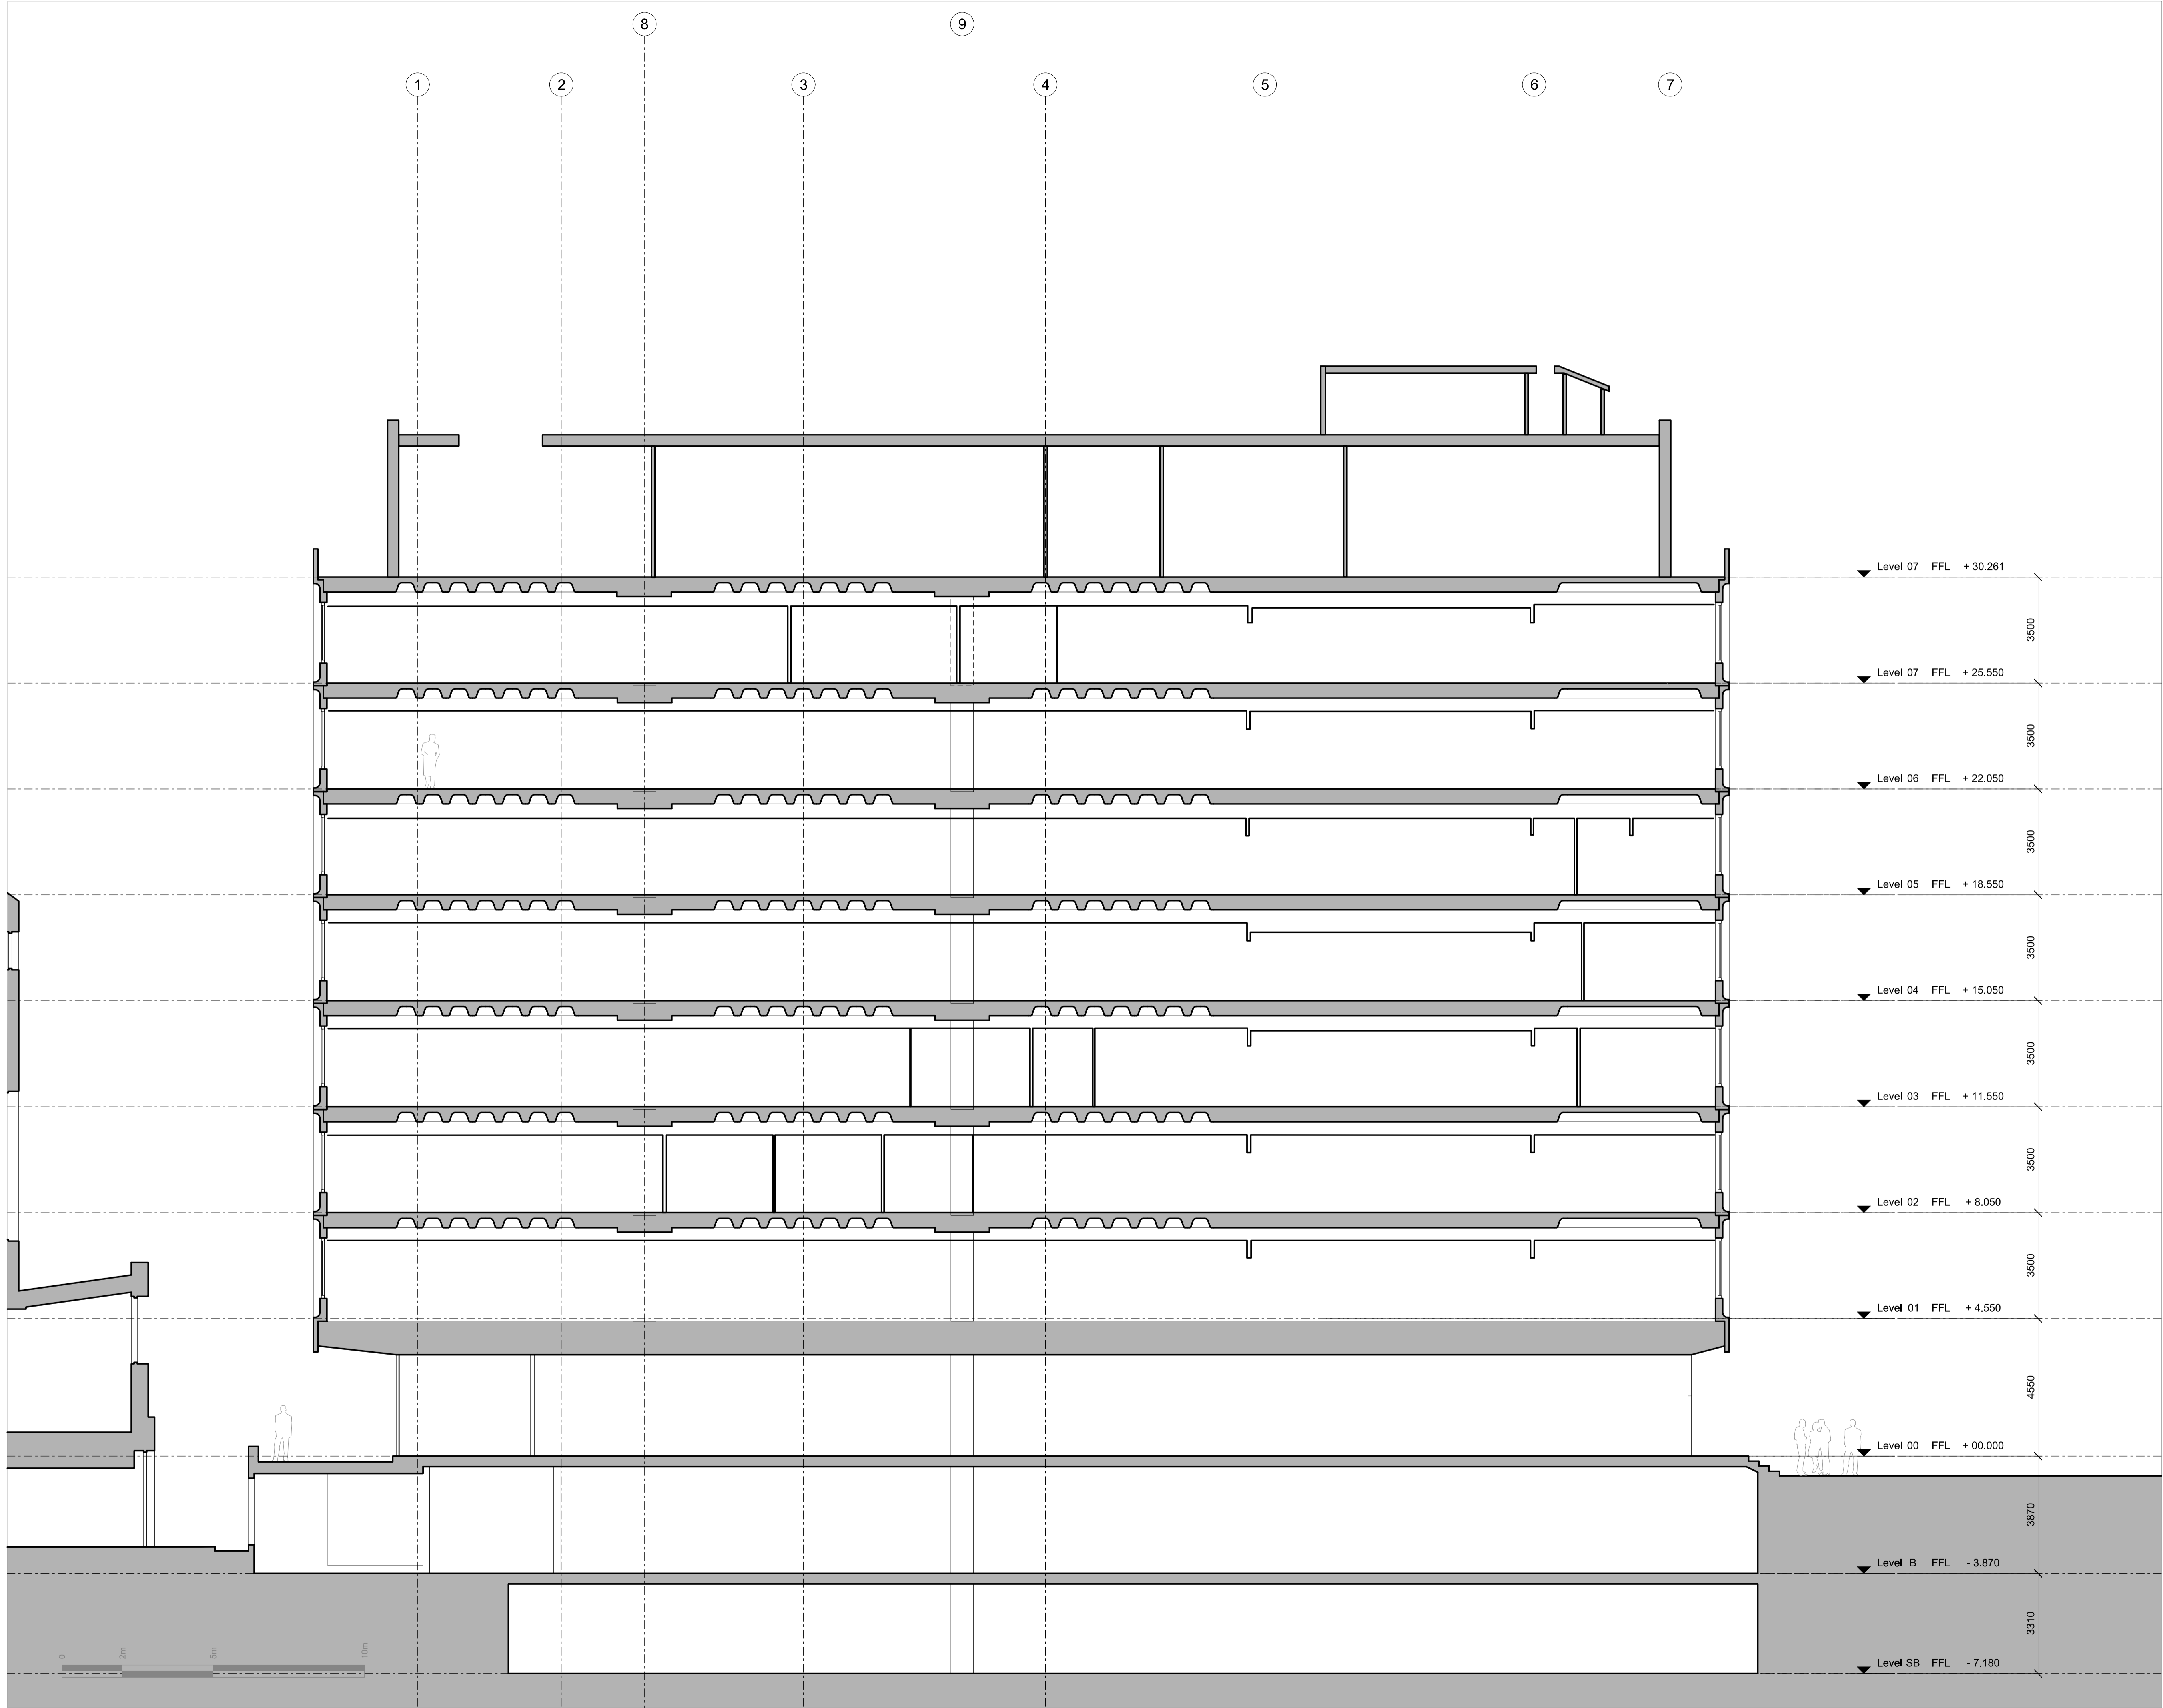 8 9
1 2 3 4 5 6 7
Level 07 FFL + 30.261
3500
Level 07 FFL + 25.550
3500
Level 06 FFL + 22.050
3500
Level 05 FFL + 18.550
3500
Level 04 FFL + 15.050
3500
Level 03 FFL + 11.550
3500
Level 02 FFL + 8.050
3500
Level 01 FFL + 4.550
4550
Level 00 FFL + 00.000
3870
Level B FFL - 3.870
3310
0 2m 5m 10m
Level SB FFL - 7.180